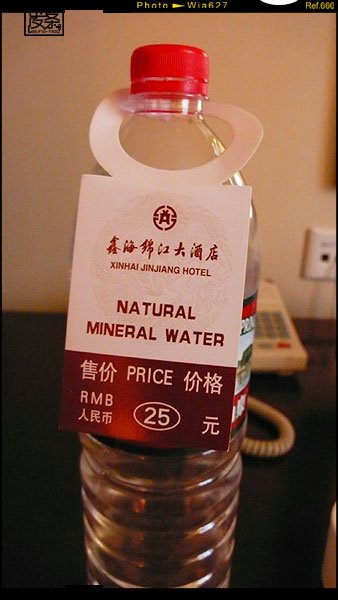 Photo ►Wia627
Ref.666
鑫海锦江大酒店
XINHAI JINJIANG HOTEL
NATURAL
MINERAL WATER
售价 PRICE 价格
RMB
人民币 25 元